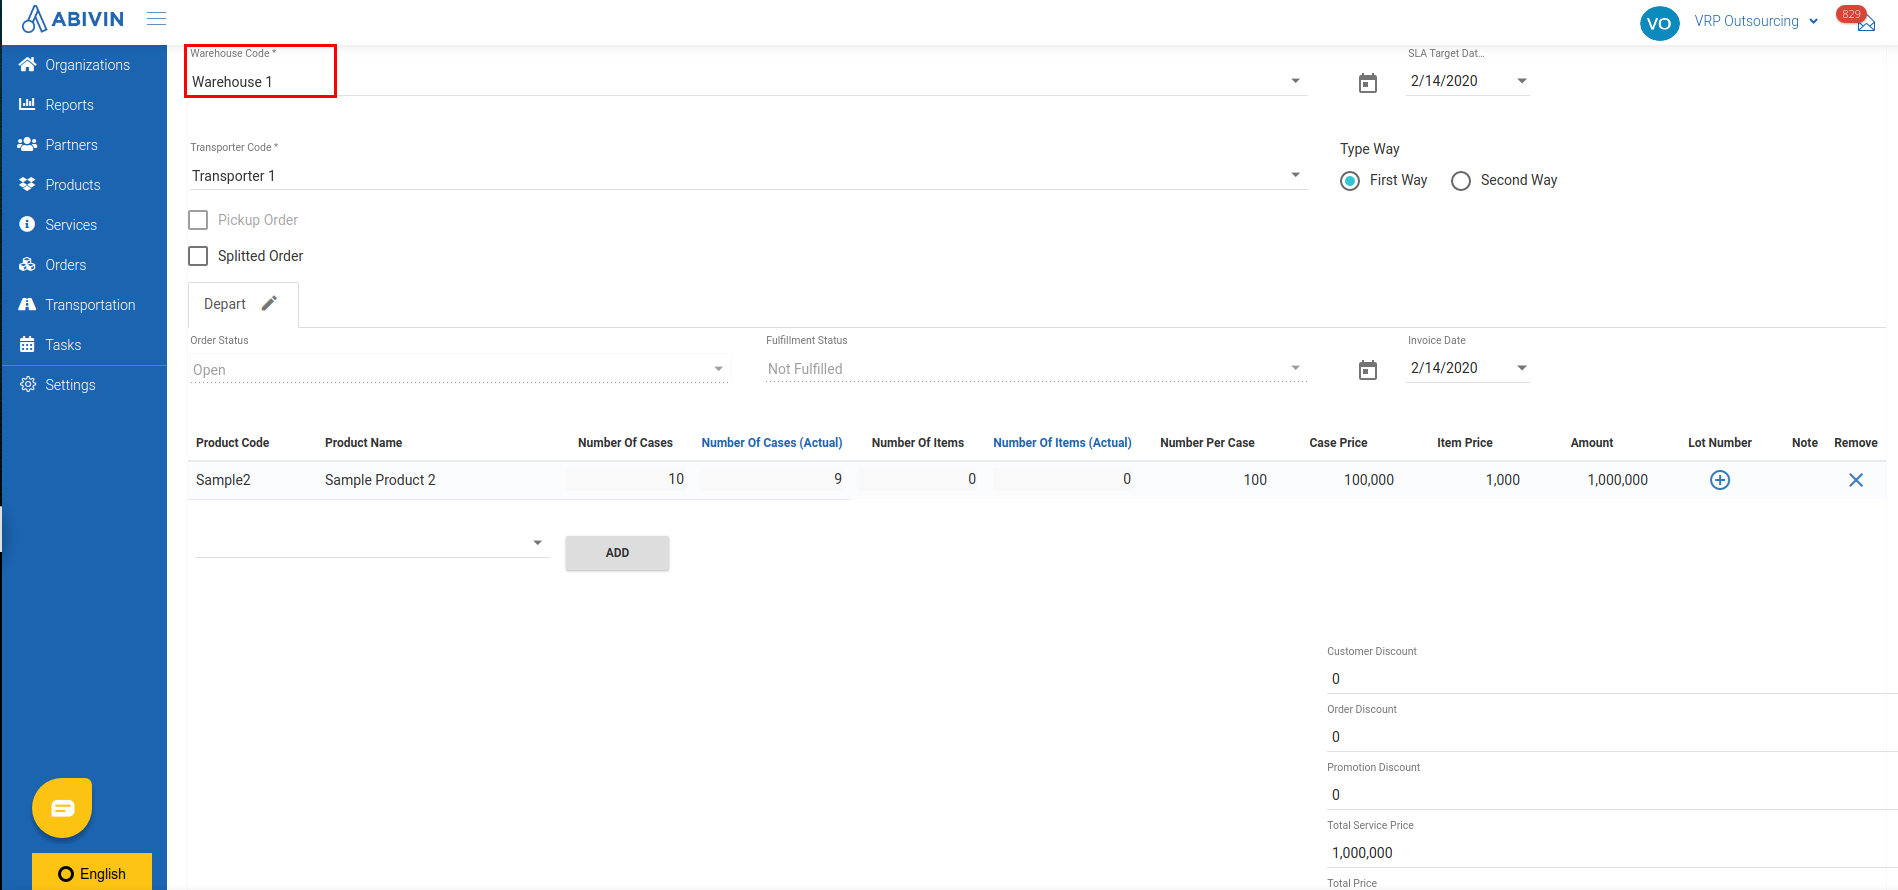 ABIVIN
VO
VRP Outsourcing
829
Organizations
Reports
Partners
Products
Services
Orders
Transportation
Tasks
Settings
Warehouse Code *
Warehouse 1
SLA Target Dat...
2/14/2020
Transporter Code *
Transporter 1
Type Way
First Way
Second Way
Pickup Order
Splitted Order
Depart
Order Status
Open
Fulfillment Status
Not Fulfilled
Invoice Date
2/14/2020
Product Code Product Name Number Of Cases Number Of Cases (Actual) Number Of Items Number Of Items (Actual) Number Per Case Case Price Item Price Amount Lot Number Note Remove
Sample2 Sample Product 2 10 9 0 0 100 100,000 1,000 1,000,000
ADD
Customer Discount
0
Order Discount
0
Promotion Discount
0
Total Service Price
1,000,000
Total Price
English